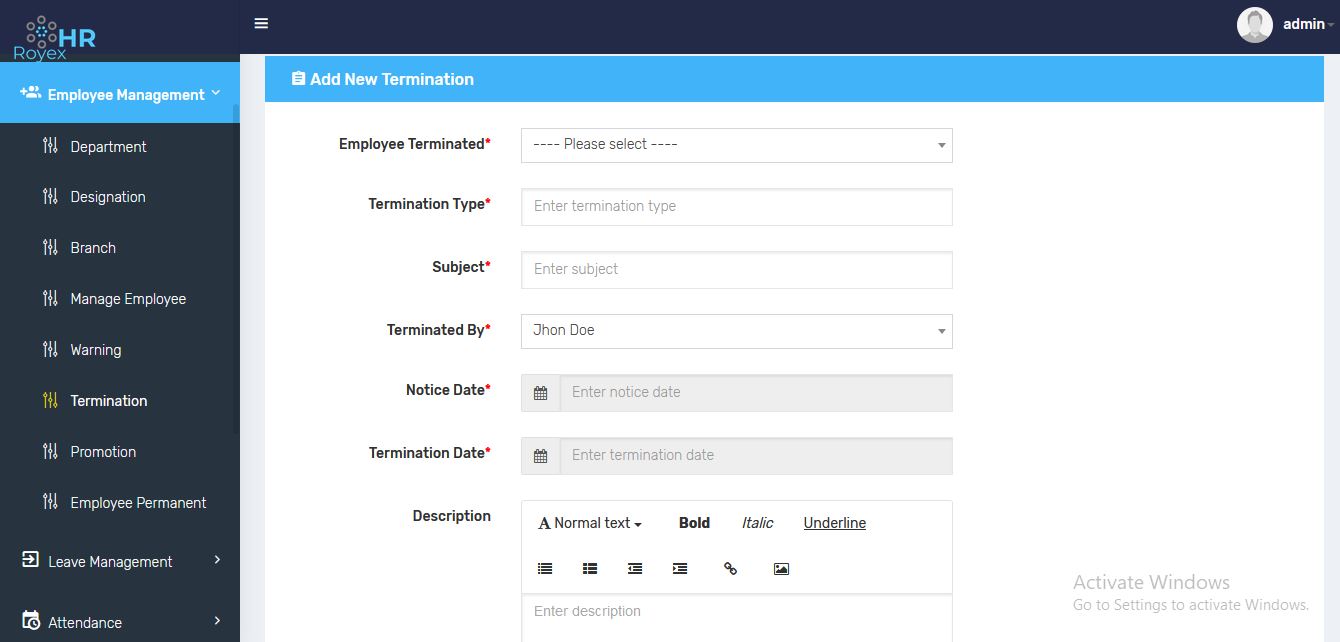 HR
Royex
admin
Employee Management
Department
Designation
Branch
Manage Employee
Warning
Termination
Promotion
Employee Permanent
Leave Management
Attendance
Add New Termination
Employee Terminated*
---- Please select ----
Termination Type*
Enter termination type
Subject*
Enter subject
Terminated By*
Jhon Doe
Notice Date*
Enter notice date
Termination Date*
Enter termination date
Description
A Normal text Bold Italic Underline
Enter description
Activate Windows
Go to Settings to activate Windows.